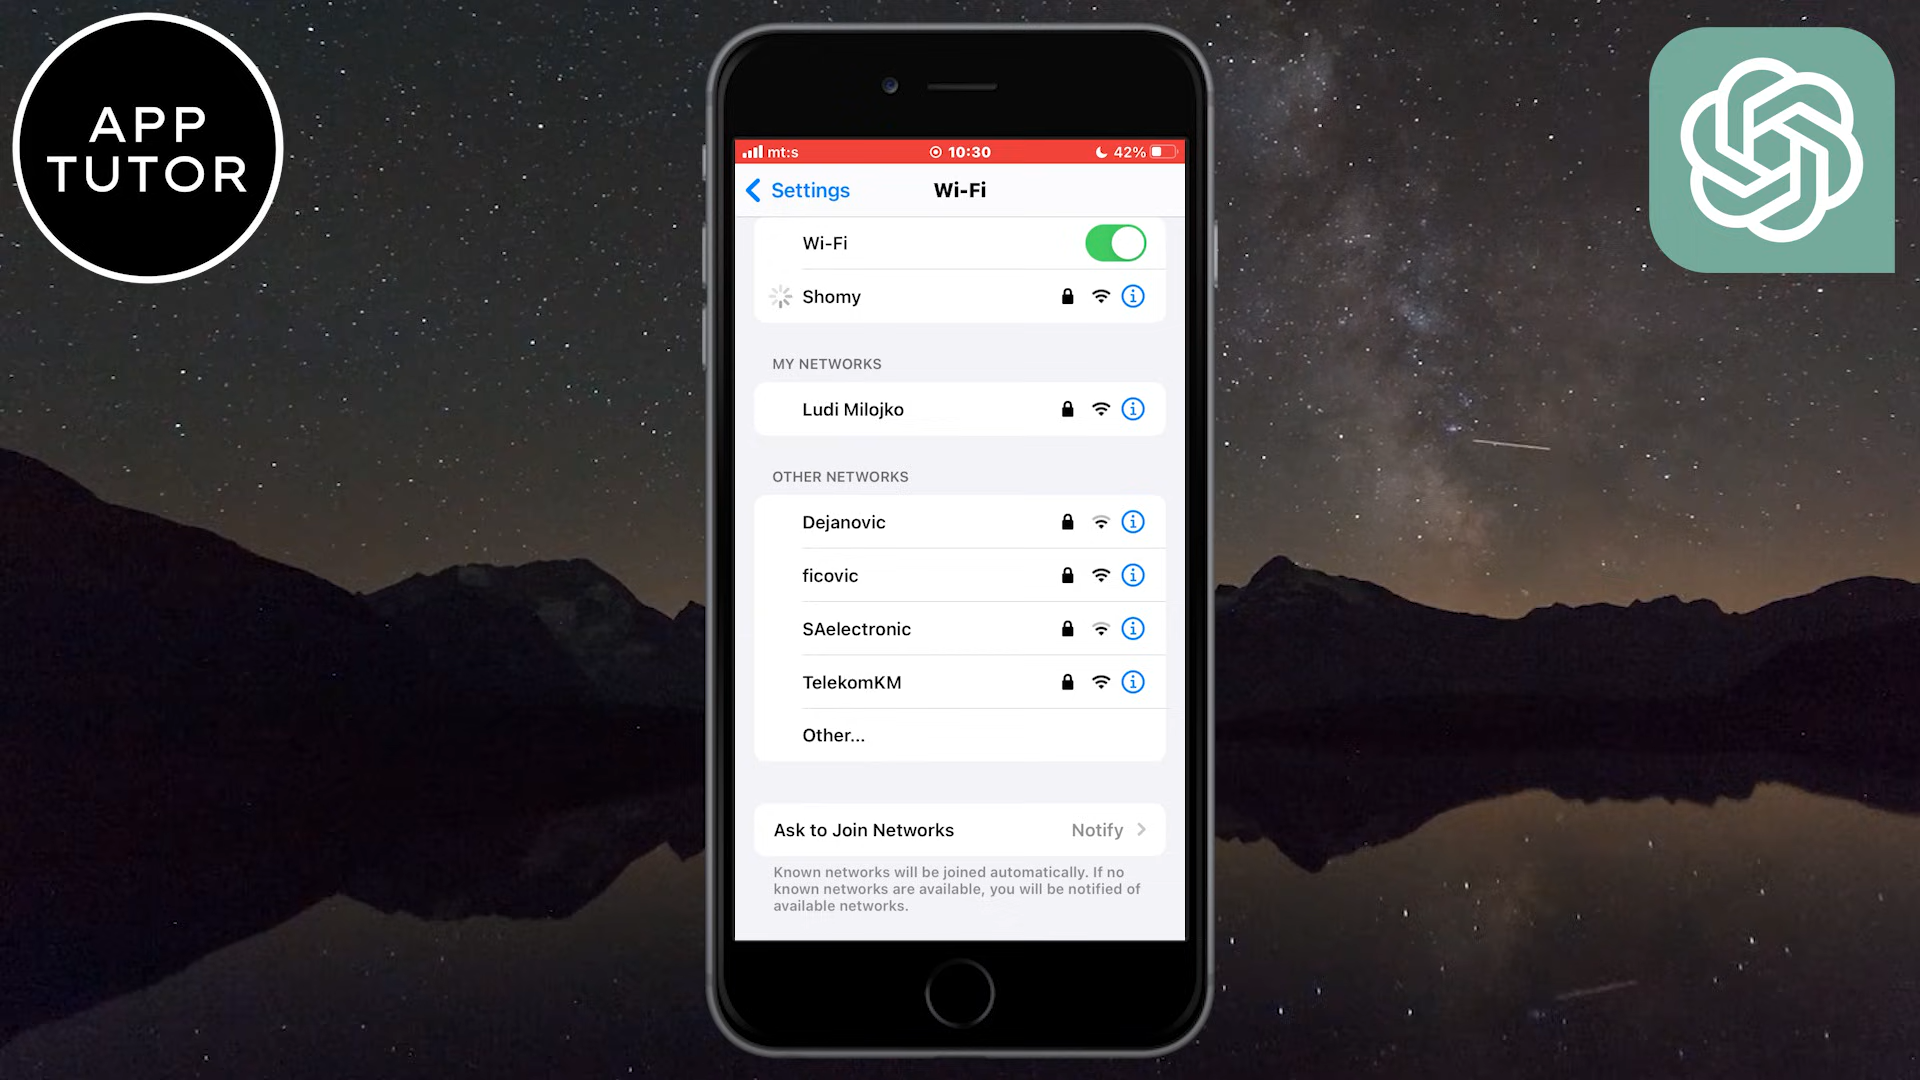 APP
TUTOR
mt:s
10:30
42%
Settings
Wi-Fi
Wi-Fi
Shomy
MY NETWORKS
Ludi Milojko
OTHER NETWORKS
Dejanovic
ficovic
SAelectronic
TelekomKM
Other...
Ask to Join Networks
Notify
Known networks will be joined automatically. If no
known networks are available, you will be notified of
available networks.